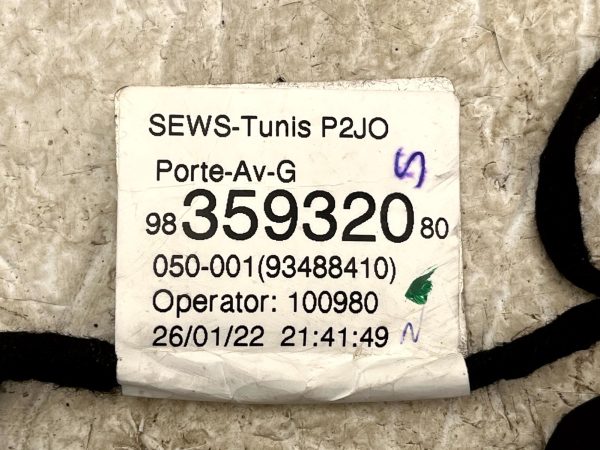 SEWS-Tunis P2JO
Porte-Av-G
98 359320 80
050-001(93488410)
Operator: 100980
26/01/22 21:41:49